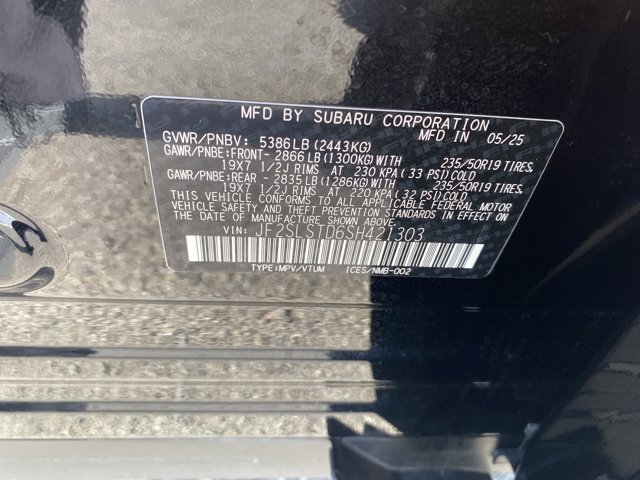 MFD BY SUBARU CORPORATION
MFD IN 05/25
GVWR/PNBV: 5386LB(2443KG)
GAWR/PNBE:FRONT- 2866LB(1300KG)WITH 235/50R19 TIRES,
19X7 1/2J RIMS AT 230 KPA(33 PSI)COLD
GAWR/PNBE:REAR - 2835LB(1286KG)WITH 235/50R19 TIRES,
19X7 1/2J RIMS AT 220 KPA(32 PSI)COLD
THIS VEHICLE CONFORMS TO ALL APPLICABLE FEDERAL MOTOR
VEHICLE SAFETY AND THEFT PREVENTION STANDARDS IN EFFECT ON
THE DATE OF MANUFACTURE SHOWN ABOVE.
VIN: JF2SLSTD6SH421303
TYPE:MPV/VTUM ICES/NMB-002